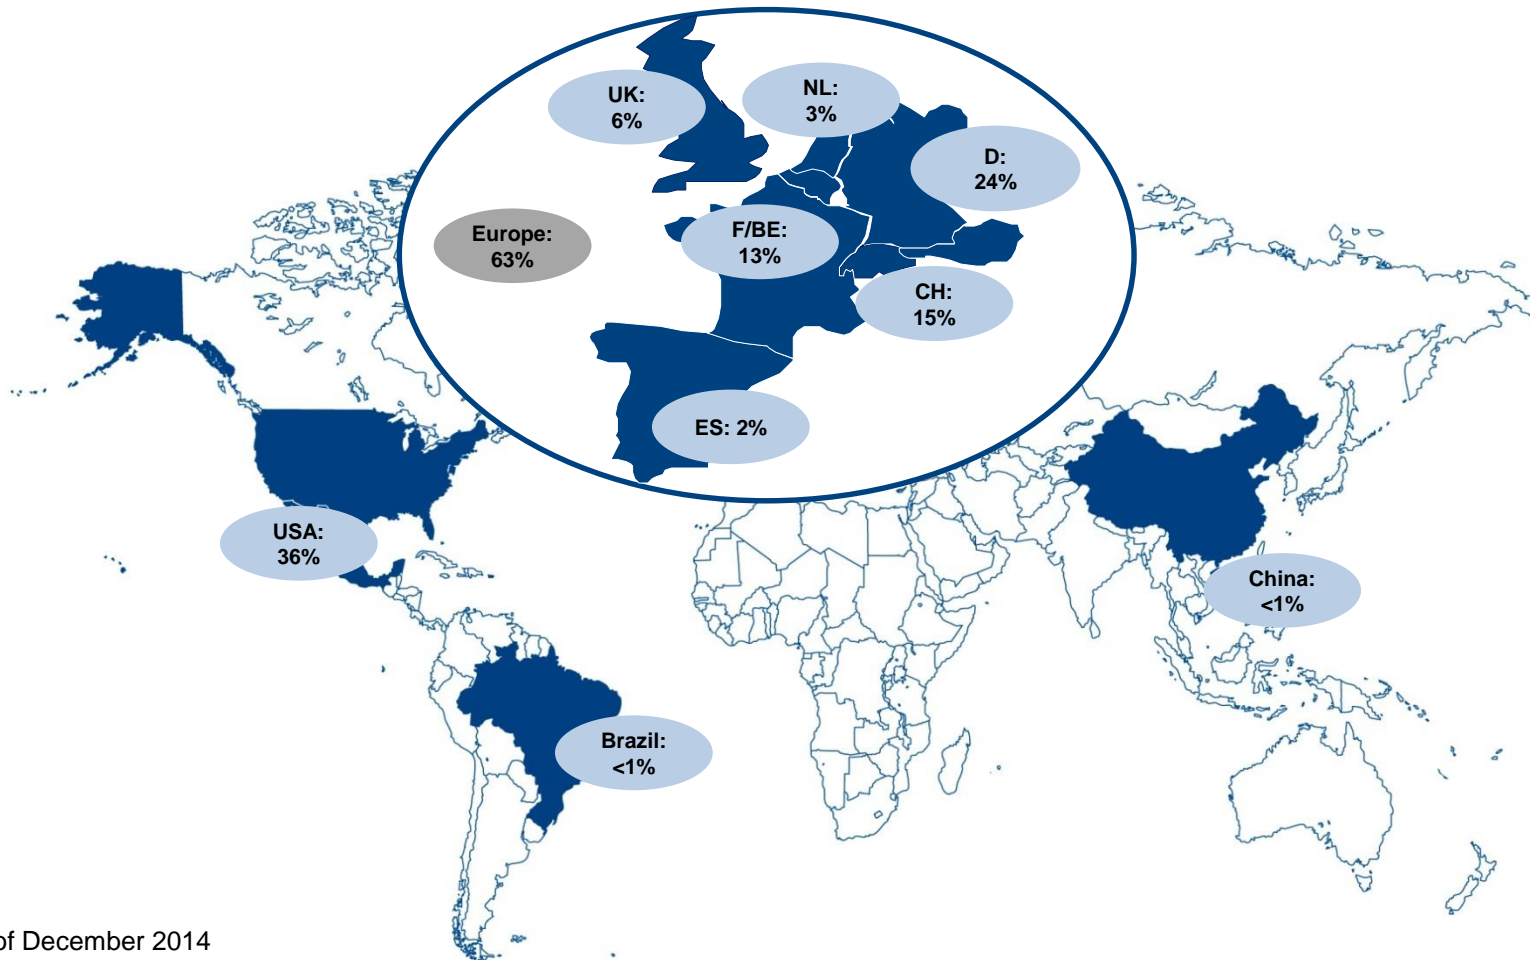 UK:
6%
NL:
3%
D:
24%
Europe:
63%
F/BE:
13%
CH:
15%
ES: 2%
USA:
36%
China:
<1%
Brazil:
<1%
of December 2014